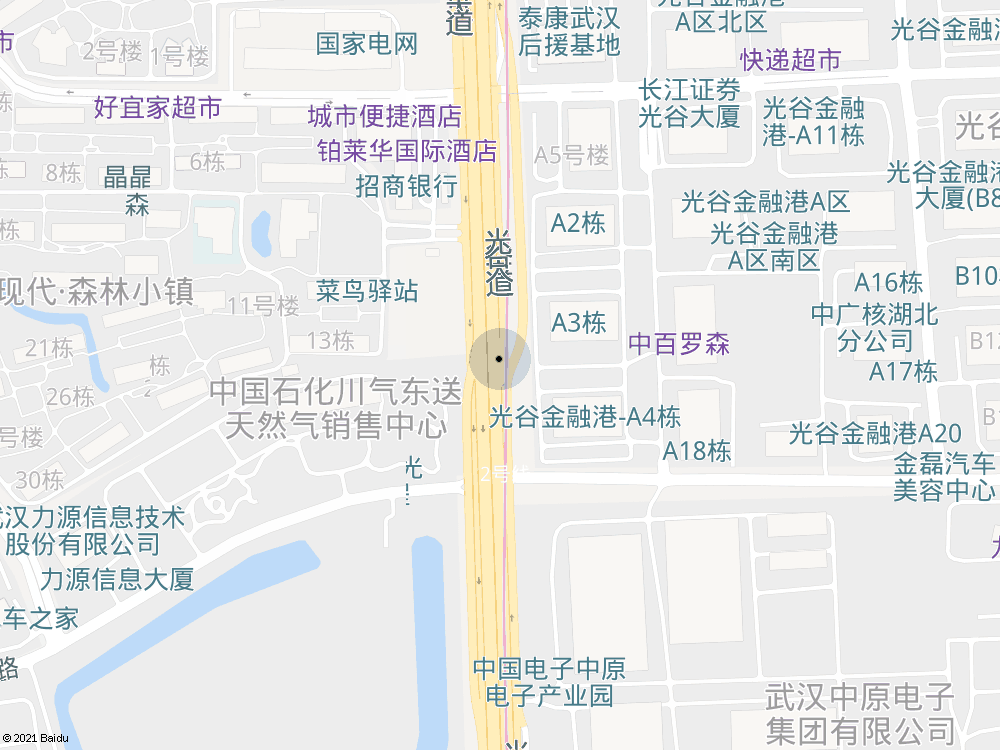 道
泰康武汉
后援基地
A区北区
光谷金融
市
2号楼
1号楼
国家电网
快递超市
好宜家超市
城市便捷酒店
长江证券
光谷大厦
光谷金融
港-A11栋
光谷
铂莱华国际酒店
A5号楼
6栋
8栋
晶晶
森
招商银行
光谷金融港
大厦(B8
光谷金融港A区
A2栋
栋
光谷金融港
A区南区
光谷
道
现代·森林小镇
菜鸟驿站
A16栋
B10
11号楼
中广核湖北
分公司
A3栋
13栋
中百罗森
21栋
B12
栋
2
A17栋
26栋
中国石化川气东送
天然气销售中心
光谷金融港-A4栋
号楼
光谷金融港A20
A18栋
金磊汽车
美容中心
30栋
光
2号线
武汉力源信息技术
股份有限公司
力源信息大厦
车之家
路
中国电子中原
电子产业园
武汉中原电子
集团有限公司
光
© 2021 Baidu